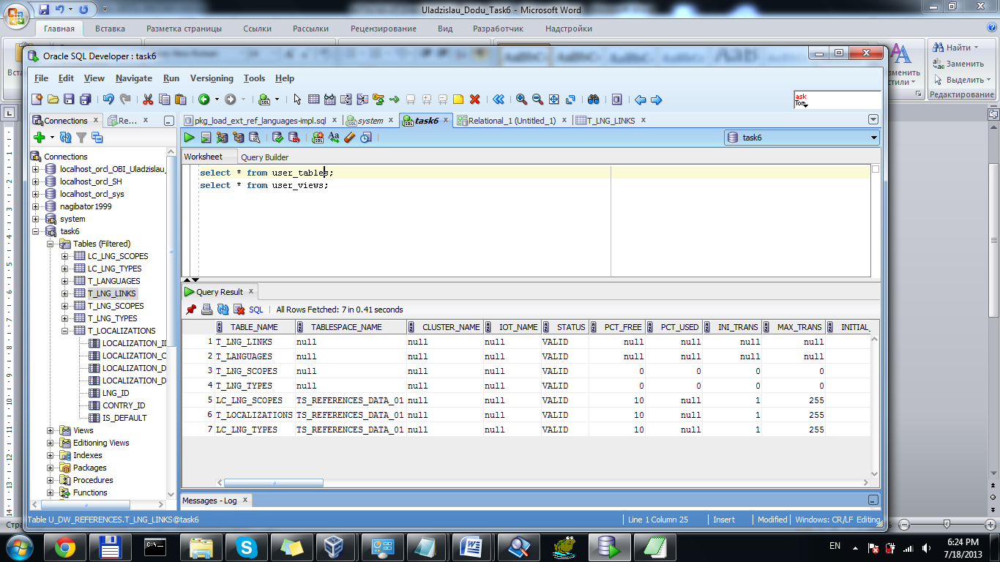 Uladzislau_Dodu_Task6 - Microsoft Word
Главная Вставка Разметка страницы Ссылки Рассылки Рецензирование Вид Разработчик Надстройки
Найти
Заменить
Выделить
Редактирование
Oracle SQL Developer : task6
File Edit View Navigate Run Versioning Tools Help
ask
Tom
Connections x Re... x pkg_load_ext_ref_languages-impl.sql x system x task6 x Relational_1 (Untitled_1) x T_LNG_LINKS x
task6
Worksheet Query Builder
select * from user_tables;
select * from user_views;
Connections
localhost_orcl_OBI_Uladzislau_
localhost_orcl_SH
localhost_orcl_sys
nagibator1999
system
task6
Tables (Filtered)
LC_LNG_SCOPES
LC_LNG_TYPES
T_LANGUAGES
T_LNG_LINKS
T_LNG_SCOPES
T_LNG_TYPES
T_LOCALIZATIONS
LOCALIZATION_ID
LOCALIZATION_C
LOCALIZATION_D
LOCALIZATION_D
LNG_ID
CONTRY_ID
IS_DEFAULT
Views
Editioning Views
Indexes
Packages
Procedures
Functions
Query Result x
SQL | All Rows Fetched: 7 in 0.41 seconds
TABLE_NAME TABLESPACE_NAME CLUSTER_NAME IOT_NAME STATUS PCT_FREE PCT_USED INI_TRANS MAX_TRANS INITIAL_
1 T_LNG_LINKS null null null VALID null null null null
2 T_LANGUAGES null null null VALID null null null null
3 T_LNG_SCOPES null null null VALID 0 0 0 0
4 T_LNG_TYPES null null null VALID 0 0 0 0
5 LC_LNG_SCOPES TS_REFERENCES_DATA_01 null null VALID 10 null 1 255
6 T_LOCALIZATIONS TS_REFERENCES_DATA_01 null null VALID 10 null 1 255
7 LC_LNG_TYPES TS_REFERENCES_DATA_01 null null VALID 10 null 1 255
Messages - Log x
Table U_DW_REFERENCES.T_LNG_LINKS@task6 Line 1 Column 25 Insert Modified Windows: CR/LF Editing
EN
6:24 PM
7/18/2013